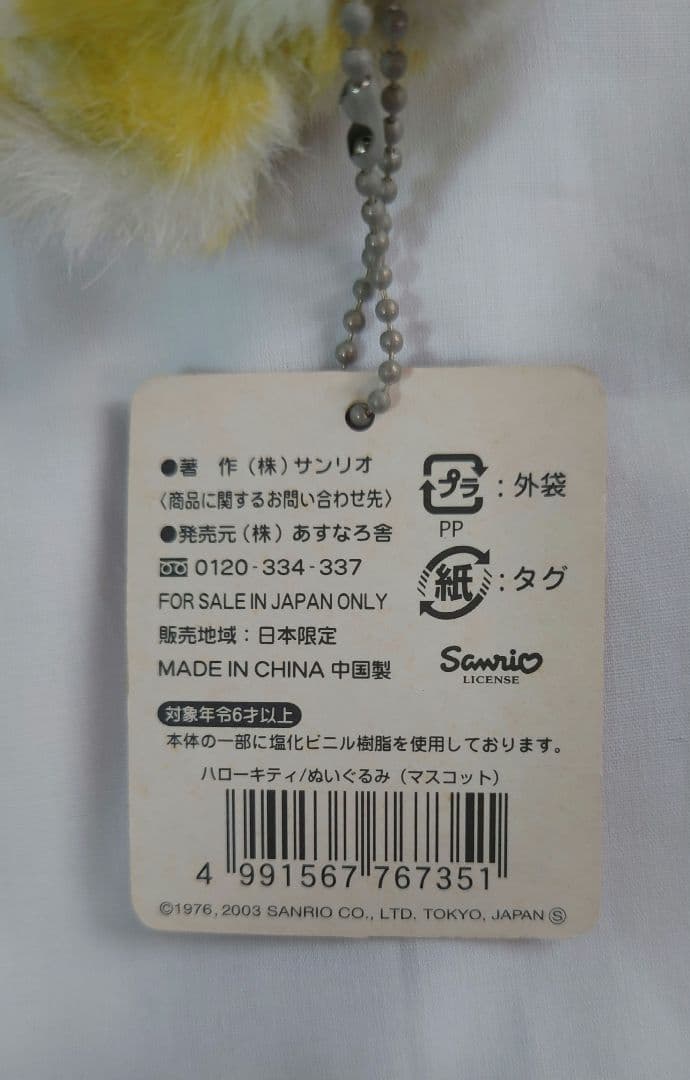 ●著 作(株)サンリオ
〈商品に関するお問い合わせ先〉
●発売元(株)あすなろ舎
0120-334-337
FOR SALE IN JAPAN ONLY
販売地域:日本限定
MADE IN CHINA 中国製
プラ:外袋
PP
紙:タグ
Sanrio
LICENSE
対象年令6才以上
本体の一部に塩化ビニル樹脂を使用しております。
ハローキティ/ぬいぐるみ(マスコット)
4 991567 767351
©1976, 2003 SANRIO CO., LTD. TOKYO, JAPAN Ⓢ